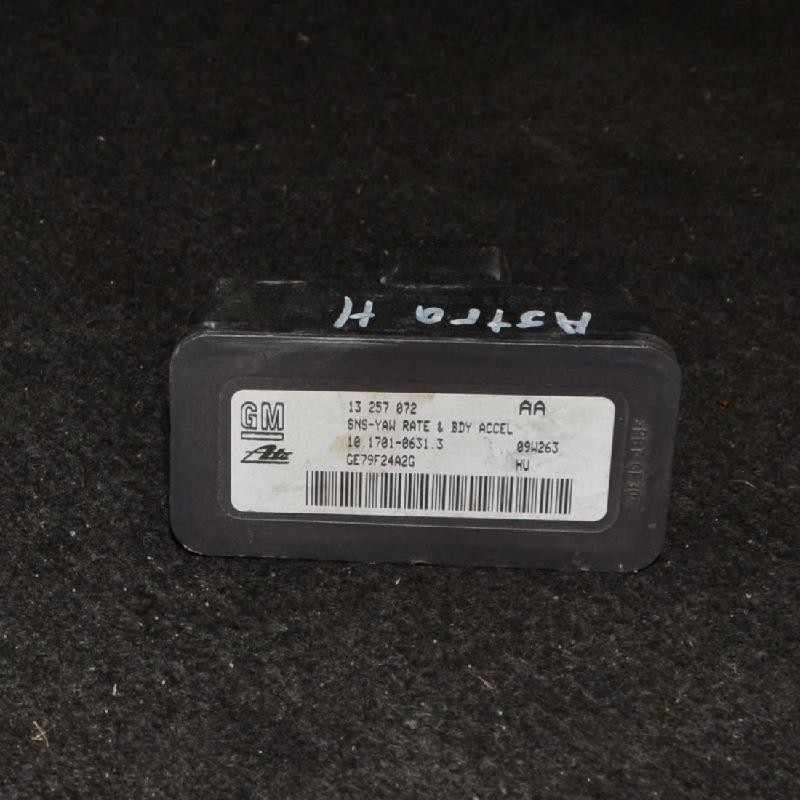 Astra H
GM
13 257 072 AA
SNS-YAW RATE & BDY ACCEL
10.1701-0631.3 09W263
Ate
GE79F24A2G HU